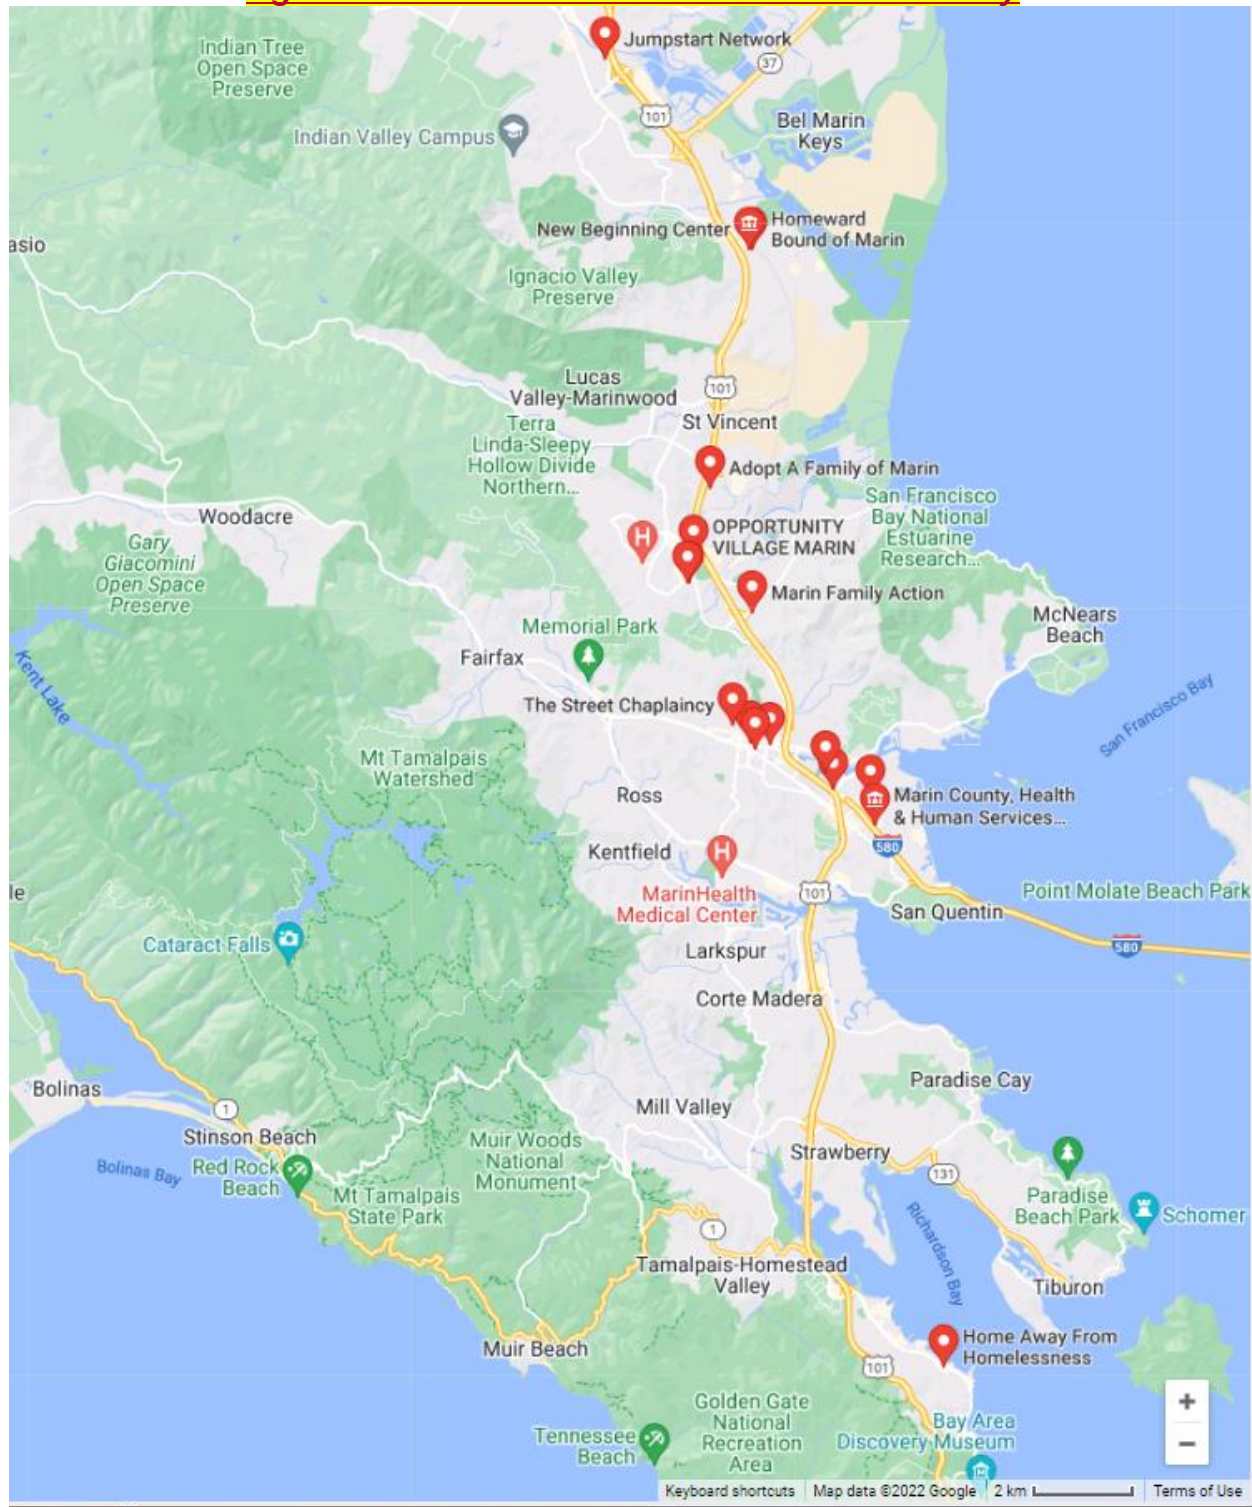 Jumpstart Network
Indian Tree
Open Space
Preserve
37
101
Bel Marin
Keys
Indian Valley Campus
New Beginning Center
Homeward
Bound of Marin
asio
Ignacio Valley
Preserve
Lucas
Valley-Marinwood
101
St Vincent
Terra
Linda-Sleepy
Hollow Divide
Northern...
Adopt A Family of Marin
San Francisco
Bay National
Estuarine
Research...
Woodacre
OPPORTUNITY
VILLAGE MARIN
H
Gary
Giacomini
Open Space
Preserve
Marin Family Action
McNears
Beach
Memorial Park
Fairfax
Kent Lake
The Street Chaplaincy
San Francisco Bay
Mt Tamalpais
Watershed
Ross
Marin County, Health
& Human Services...
580
Kentfield
H
le
MarinHealth
Medical Center
101
Point Molate Beach Park
San Quentin
Cataract Falls
580
Larkspur
Corte Madera
Bolinas
Paradise Cay
1
Mill Valley
Stinson Beach
Muir Woods
National
Monument
Strawberry
Bolinas Bay
Red Rock
Beach
131
Mt Tamalpais
State Park
Paradise
Beach Park
Schomer
1
Richardson Bay
Tamalpais-Homestead
Valley
Tiburon
Muir Beach
Home Away From
Homelessness
101
Golden Gate
National
Recreation
Area
Bay Area
Discovery Museum
Tennessee
Beach
+
−
Keyboard shortcuts Map data ©2022 Google 2 km Terms of Use